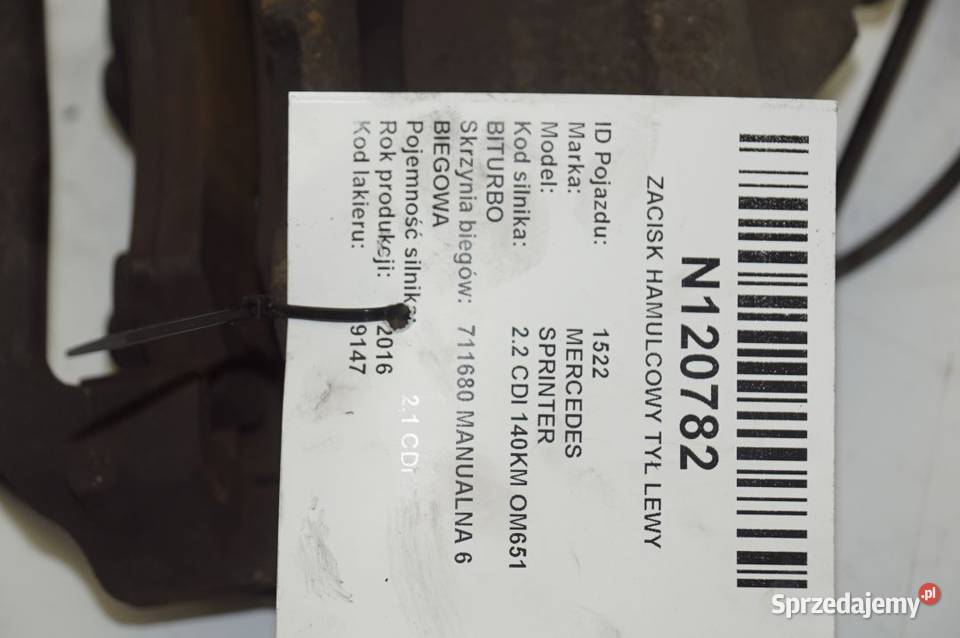 N120782
ZACISK HAMULCOWY TYŁ LEWY
ID Pojazdu: 1522
Marka: MERCEDES
Model: SPRINTER
Kod silnika: 2.2 CDI 140KM OM651
BITURBO
Skrzynia biegów: 711680 MANUALNA 6
BIEGOWA
Pojemność silnika: 2,1 CDI
Rok produkcji: 2016
Kod lakieru: 9147
Sprzedajemy.pl